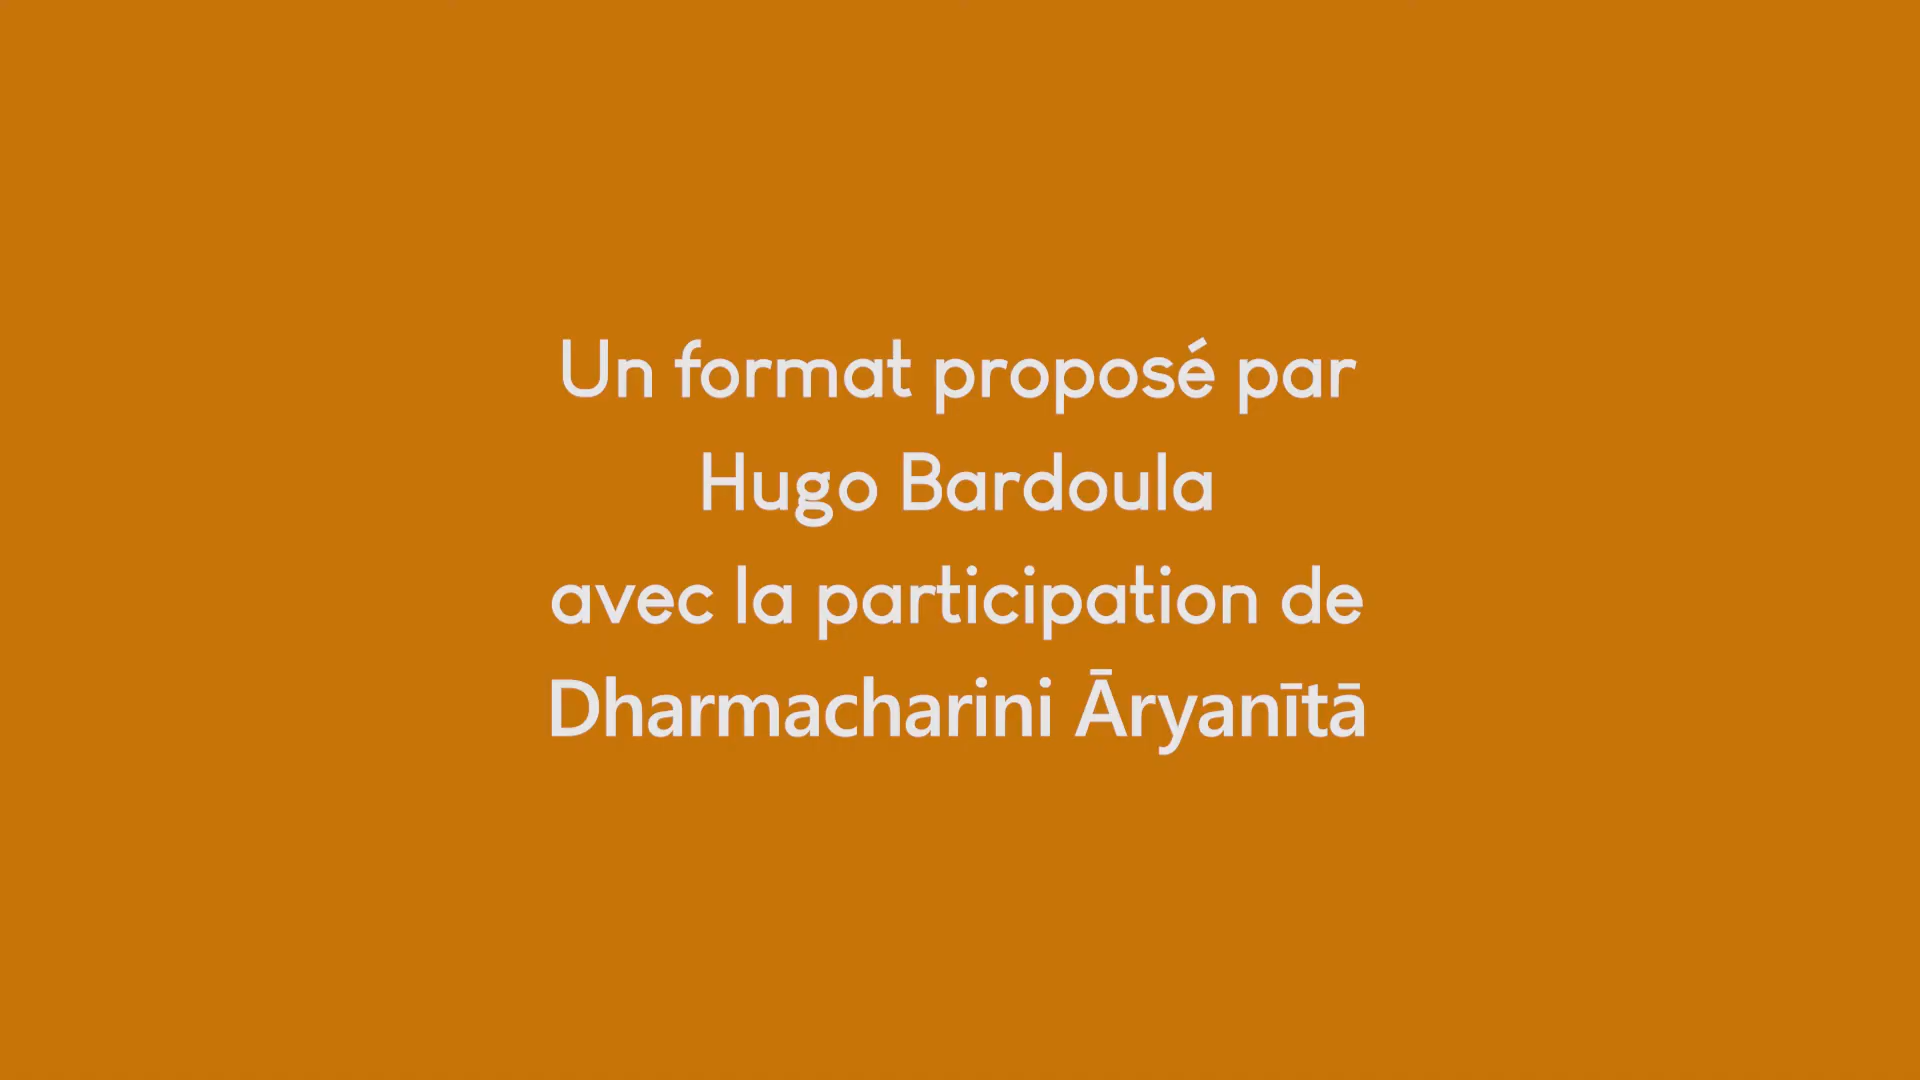 Un format proposé par
Hugo Bardoula
avec la participation de
Dharmacharini Āryanītā